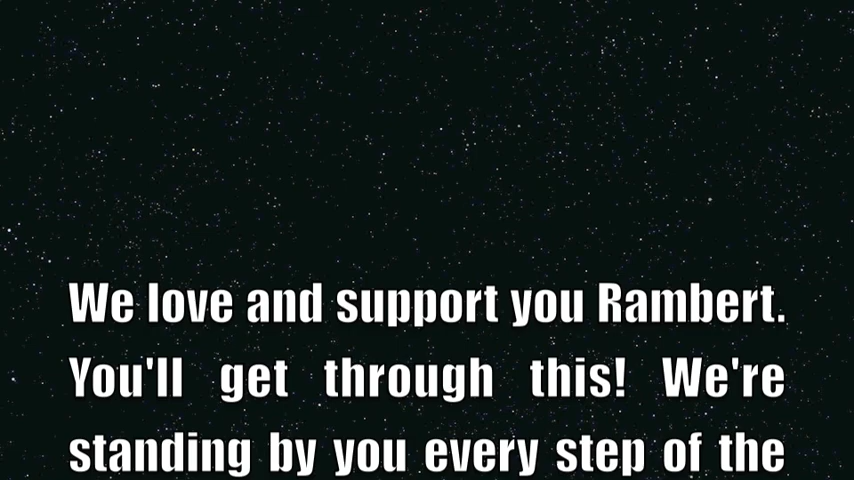 We love and support you Rambert.
You'll get through this! We're
standing by you every step of the